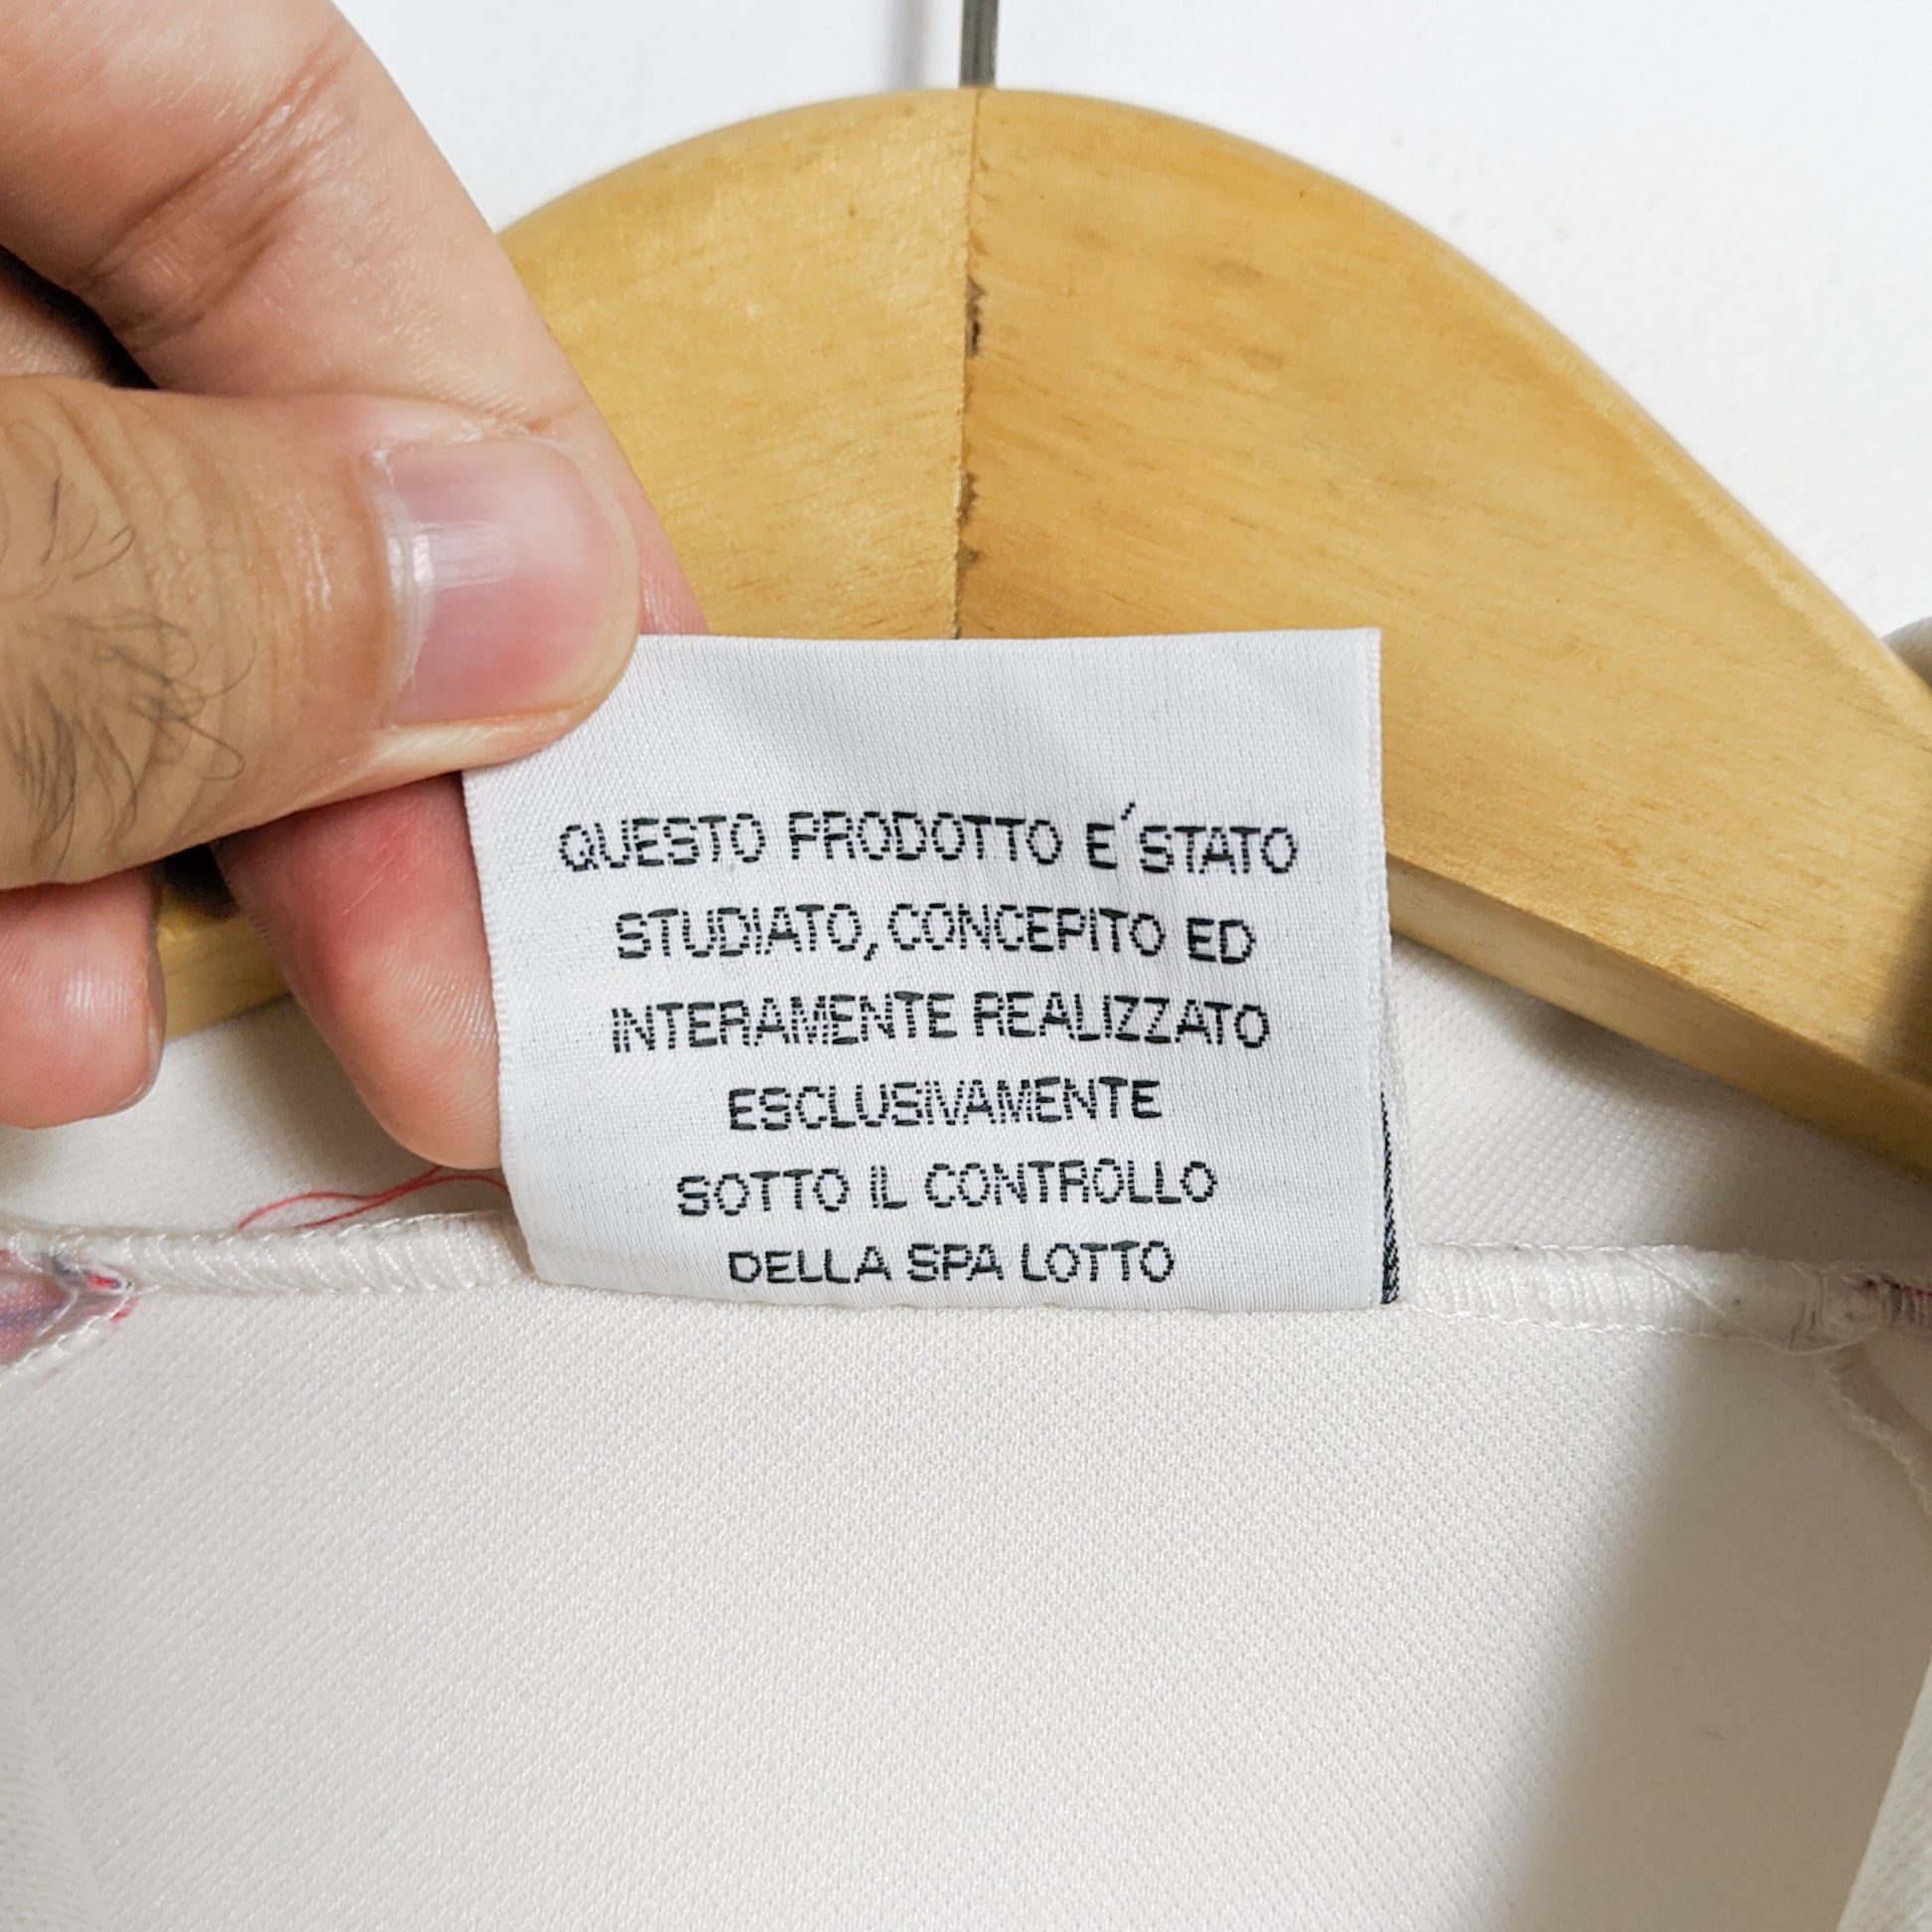 QUESTO PRODOTTO E´STATO
STUDIATO, CONCEPITO ED
INTERAMENTE REALIZZATO
ESCLUSIVAMENTE
SOTTO IL CONTROLLO
DELLA SPA LOTTO